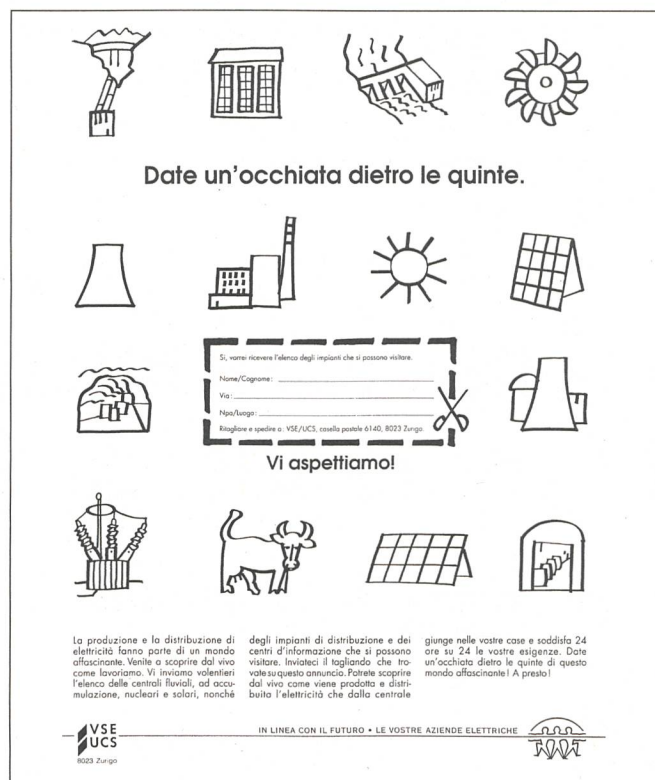 Date un'occhiata dietro le quinte.
Si, vorrei ricevere l'elenco degli impianti che si possono visitare.
Nome/Cognome:
Via:
Npa/Luogo:
Ritagliare e spedire a: VSE/UCS, casella postale 6140, 8023 Zurigo.
Vi aspettiamo!
La produzione e la distribuzione di
elettricità fanno parte di un mondo
affascinante. Venite a scoprire dal vivo
come lavoriamo. Vi inviamo volentieri
l'elenco delle centrali fluviali, ad accu-
mulazione, nucleari e solari, nonché
degli impianti di distribuzione e dei
centri d'informazione che si possono
visitare. Inviateci il tagliando che tro-
vate su questo annuncio. Potrete scoprire
dal vivo come viene prodotta e distri-
buita l'elettricità che dalla centrale
giunge nelle vostre case e soddisfa 24
ore su 24 le vostre esigenze. Date
un'occhiata dietro le quinte di questo
mondo affascinante! A presto!
VSE
UCS
8023 Zurigo
IN LINEA CON IL FUTURO • LE VOSTRE AZIENDE ELETTRICHE